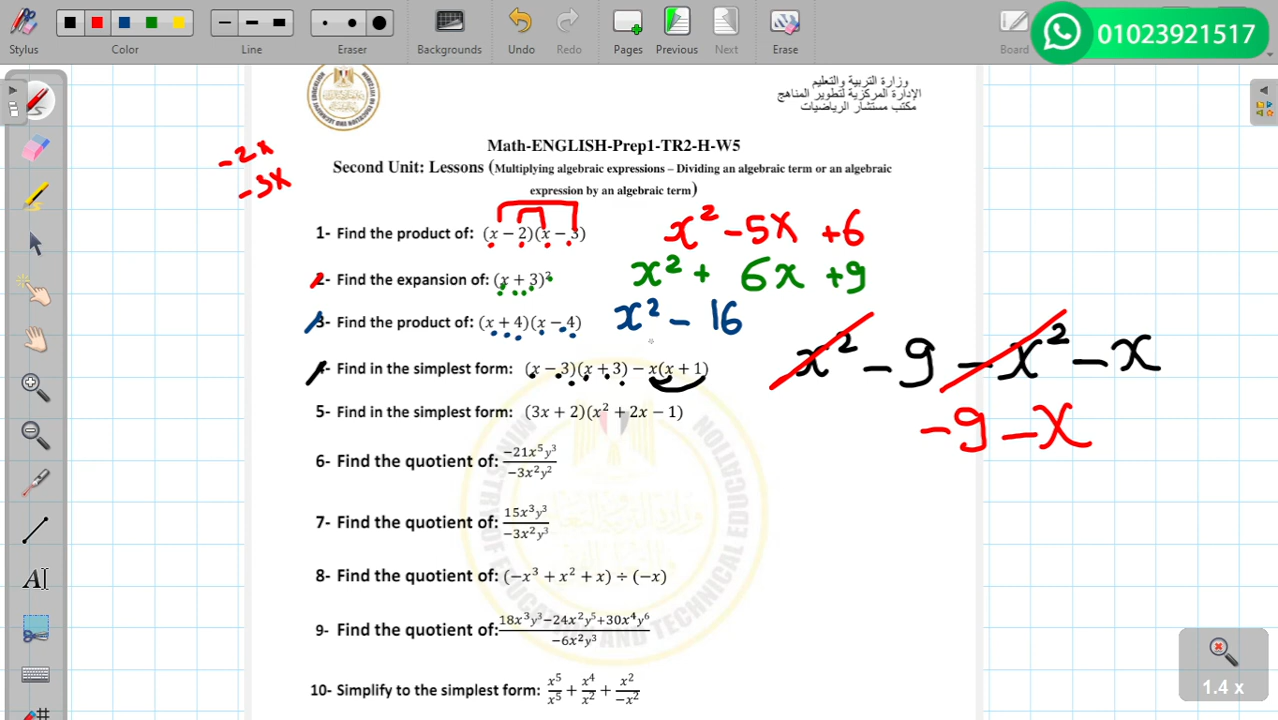 Stylus Color Line Eraser Backgrounds Undo Redo Pages Previous Next Erase Board 01023921517
وزارة التربية والتعليم
الإدارة المركزية لتطوير المناهج
مكتب مستشار الرياضيات
Math-ENGLISH-Prep1-TR2-H-W5
Second Unit: Lessons (Multiplying algebraic expressions – Dividing an algebraic term or an algebraic
expression by an algebraic term)
-2x
-3x
1- Find the product of: (x − 2)(x − 3) x² -5x +6
2- Find the expansion of: (x + 3)² x² + 6x +9
3- Find the product of: (x + 4)(x − 4) x² - 16
4- Find in the simplest form: (x − 3)(x + 3) − x(x + 1) x² - 9 - x² - x
-9 -x
5- Find in the simplest form: (3x + 2)(x² + 2x − 1)
6- Find the quotient of: −21x⁵y³/−3x²y²
7- Find the quotient of: 15x³y³/−3x²y³
8- Find the quotient of: (−x³ + x² + x) ÷ (−x)
9- Find the quotient of: 18x³y³−24x²y⁵+30x⁴y⁶/−6x²y³
10- Simplify to the simplest form: x⁵/x⁵ + x⁴/x² + x²/−x²
1.4 x